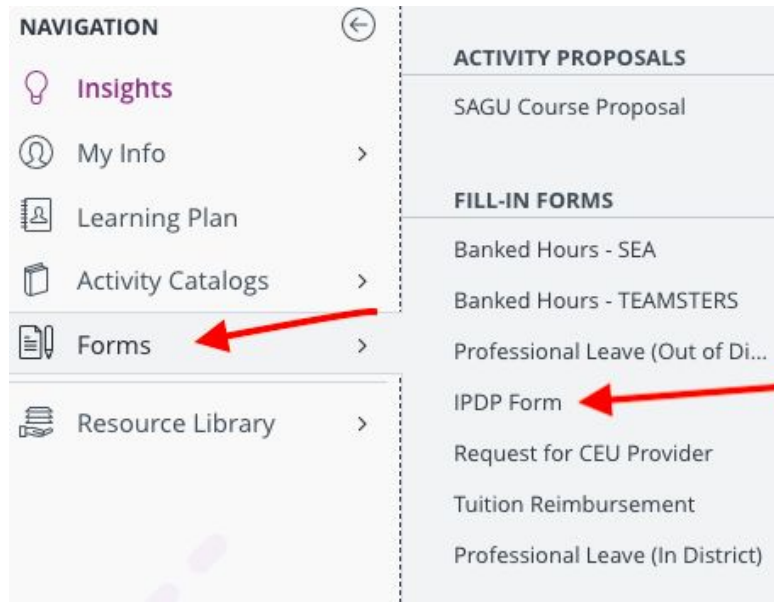 NAVIGATION
Insights
My Info
Learning Plan
Activity Catalogs
Forms
Resource Library
ACTIVITY PROPOSALS
SAGU Course Proposal
FILL-IN FORMS
Banked Hours - SEA
Banked Hours - TEAMSTERS
Professional Leave (Out of Di...
IPDP Form
Request for CEU Provider
Tuition Reimbursement
Professional Leave (In District)